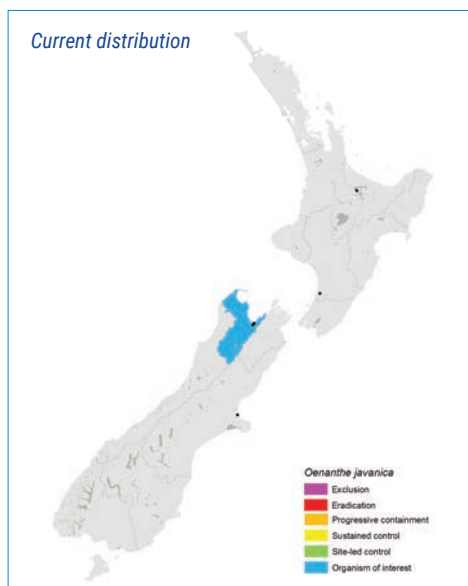 Current distribution
Oenanthe javanica
Exclusion
Eradication
Progressive containment
Sustained control
Site-led control
Organism of interest